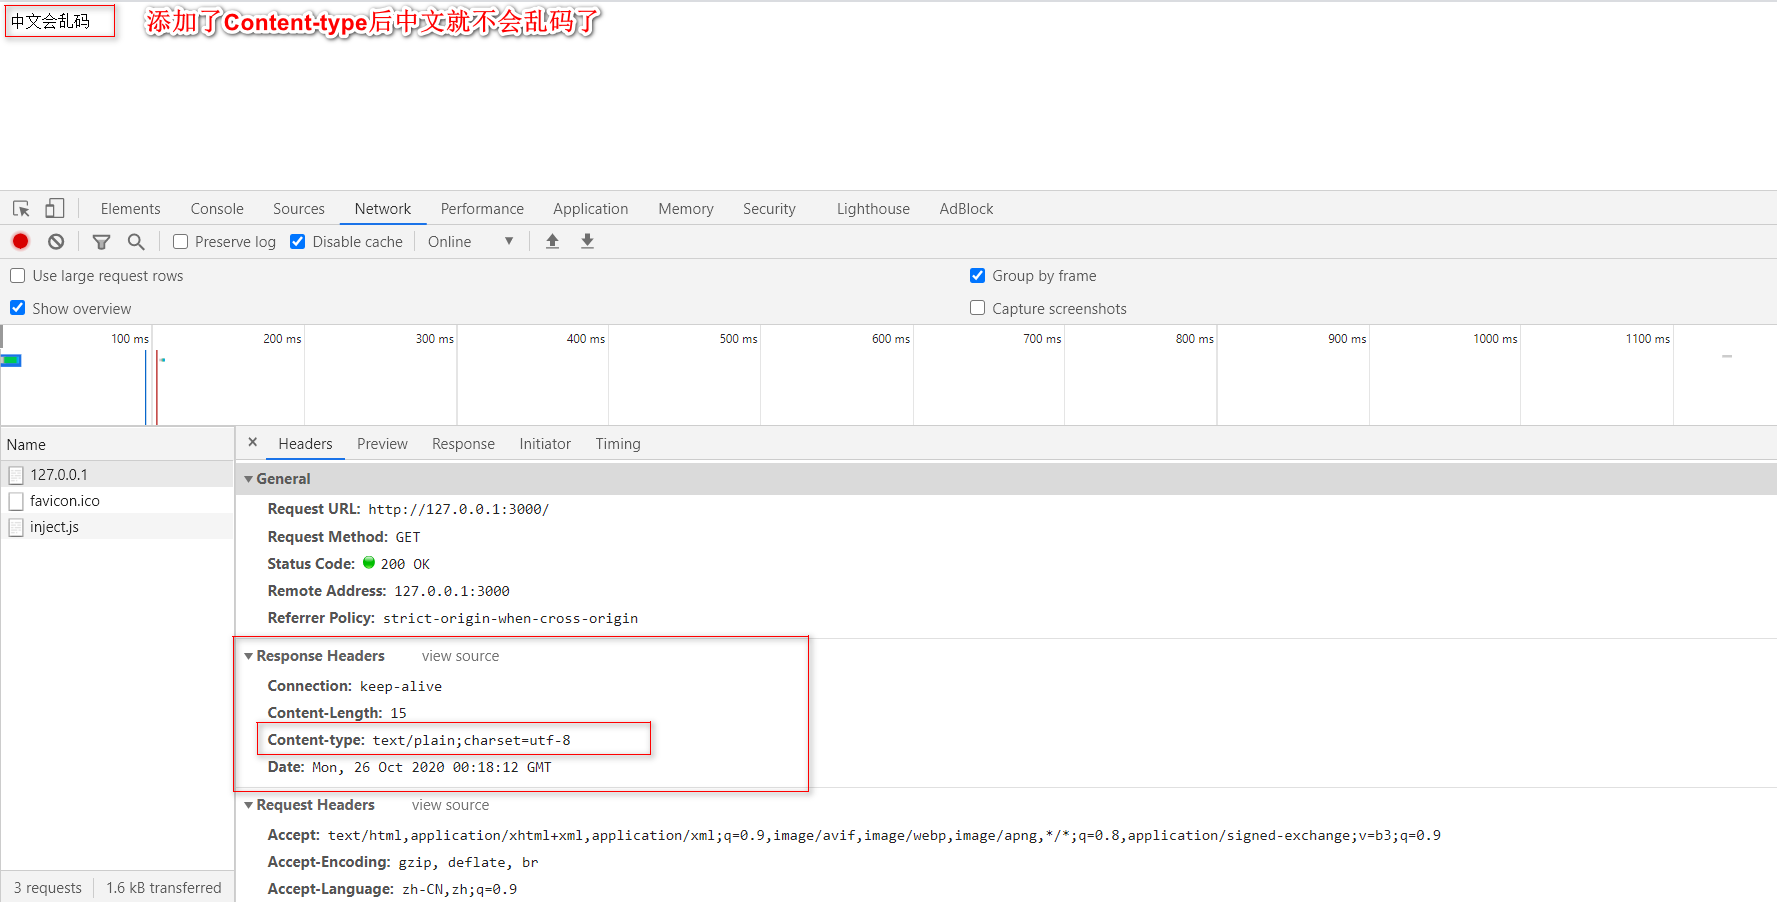 中文会乱码 添加了Content-type后中文就不会乱码了
Elements Console Sources Network Performance Application Memory Security Lighthouse AdBlock
Preserve log Disable cache Online
Use large request rows Group by frame
Show overview Capture screenshots
100 ms 200 ms 300 ms 400 ms 500 ms 600 ms 700 ms 800 ms 900 ms 1000 ms 1100 ms
Name
127.0.0.1
favicon.ico
inject.js
3 requests 1.6 kB transferred
× Headers Preview Response Initiator Timing
General
Request URL: http://127.0.0.1:3000/
Request Method: GET
Status Code: 200 OK
Remote Address: 127.0.0.1:3000
Referrer Policy: strict-origin-when-cross-origin
Response Headers view source
Connection: keep-alive
Content-Length: 15
Content-type: text/plain;charset=utf-8
Date: Mon, 26 Oct 2020 00:18:12 GMT
Request Headers view source
Accept: text/html,application/xhtml+xml,application/xml;q=0.9,image/avif,image/webp,image/apng,*/*;q=0.8,application/signed-exchange;v=b3;q=0.9
Accept-Encoding: gzip, deflate, br
Accept-Language: zh-CN,zh;q=0.9